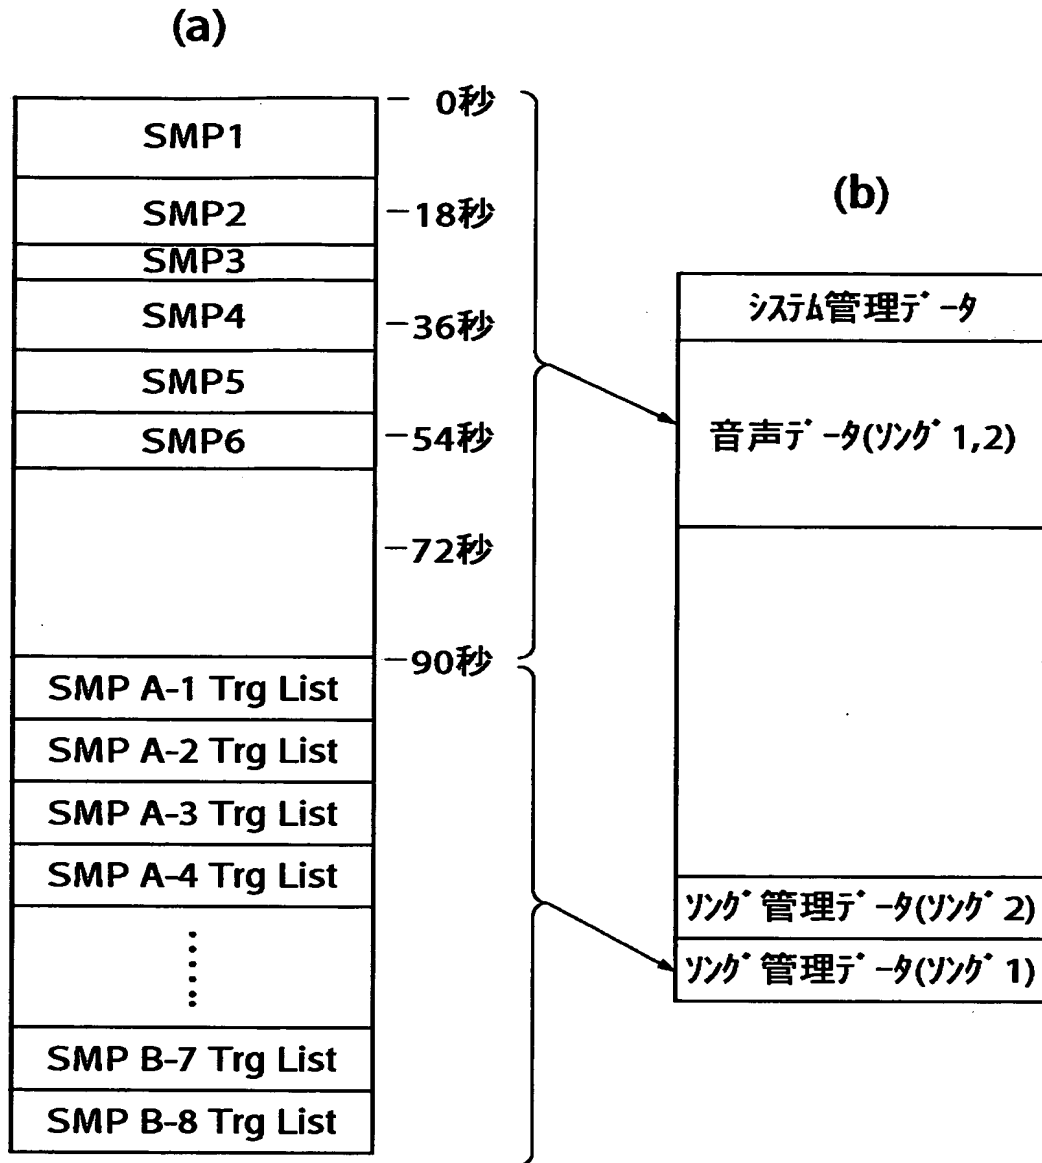 (a)
SMP1
SMP2
SMP3
SMP4
SMP5
SMP6
SMP A-1 Trg List
SMP A-2 Trg List
SMP A-3 Trg List
SMP A-4 Trg List
SMP B-7 Trg List
SMP B-8 Trg List
0秒
18秒
36秒
54秒
72秒
90秒
(b)
システム管理データ
音声データ(ソング1,2)
ソング管理データ(ソング2)
ソング管理データ(ソング1)